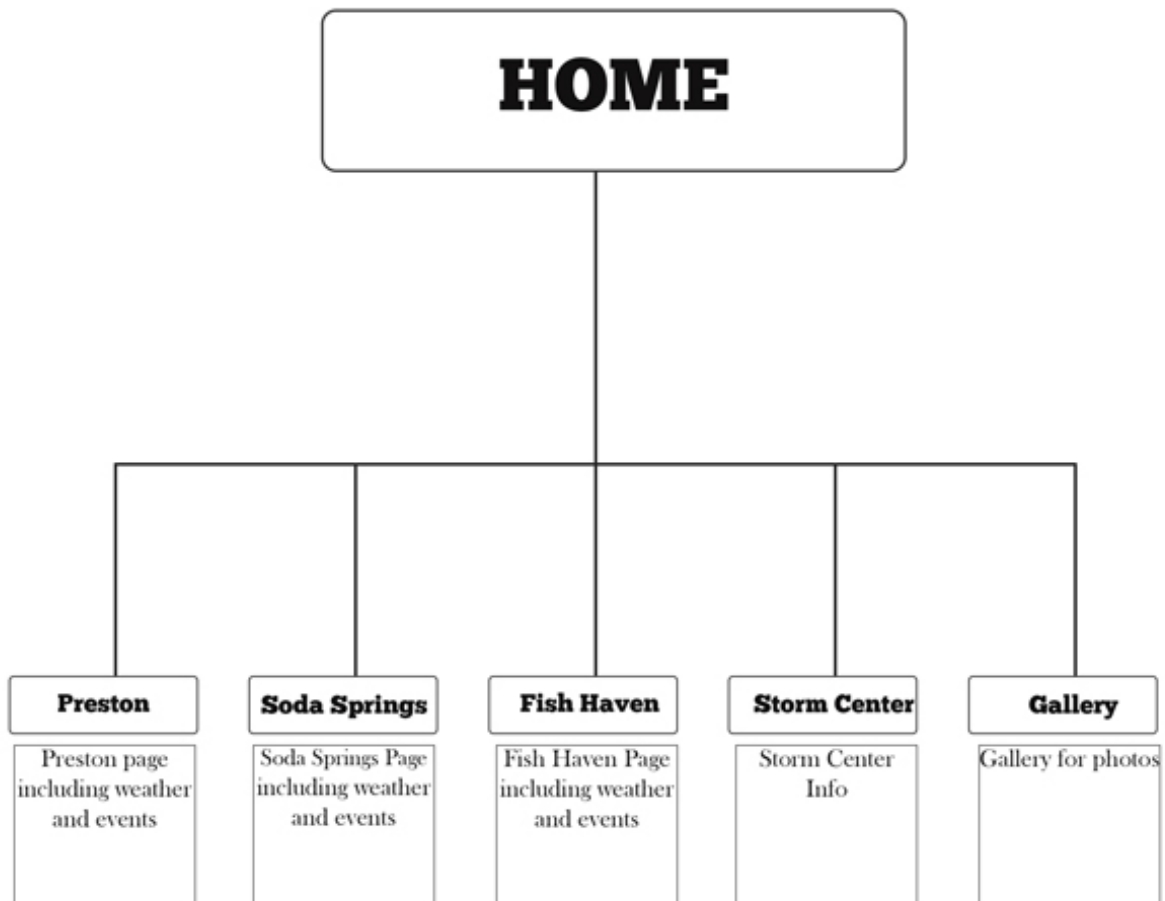 HOME
Preston
Soda Springs
Fish Haven
Storm Center
Gallery
Preston page
including weather
and events
Soda Springs Page
including weather
and events
Fish Haven Page
including weather
and events
Storm Center
Info
Gallery for photos